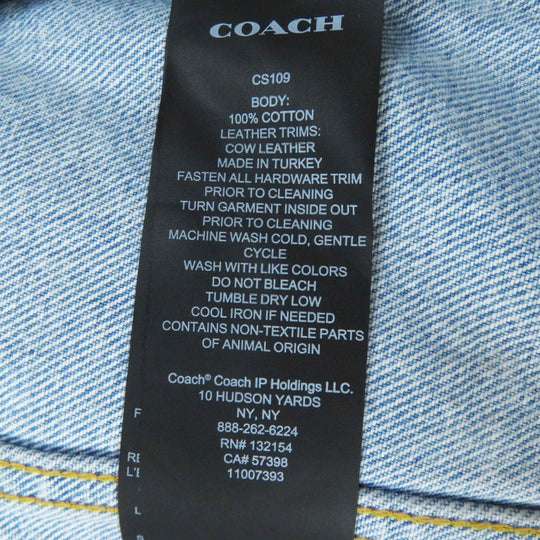 COACH
CS109
BODY:
100% COTTON
LEATHER TRIMS:
COW LEATHER
MADE IN TURKEY
FASTEN ALL HARDWARE TRIM
PRIOR TO CLEANING
TURN GARMENT INSIDE OUT
PRIOR TO CLEANING
MACHINE WASH COLD, GENTLE
CYCLE
WASH WITH LIKE COLORS
DO NOT BLEACH
TUMBLE DRY LOW
COOL IRON IF NEEDED
CONTAINS NON-TEXTILE PARTS
OF ANIMAL ORIGIN
Coach® Coach IP Holdings LLC.
10 HUDSON YARDS
NY, NY
888-262-6224
RN# 132154
CA# 57398
11007393